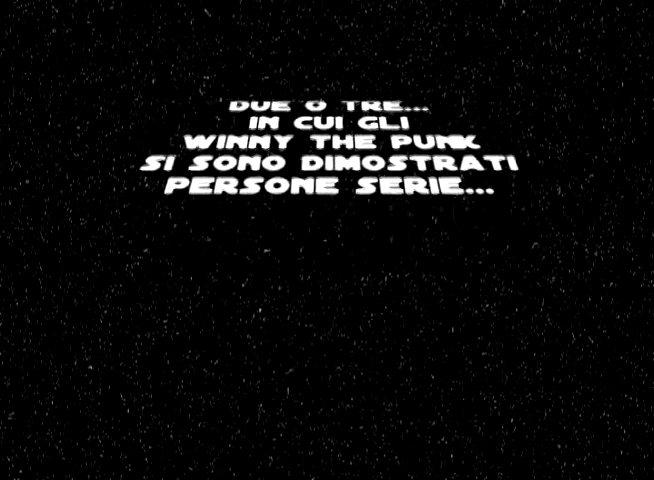 DUE O TRE...
IN CUI GLI
WINNY THE PUNK
SI SONO DIMOSTRATI
PERSONE SERIE...